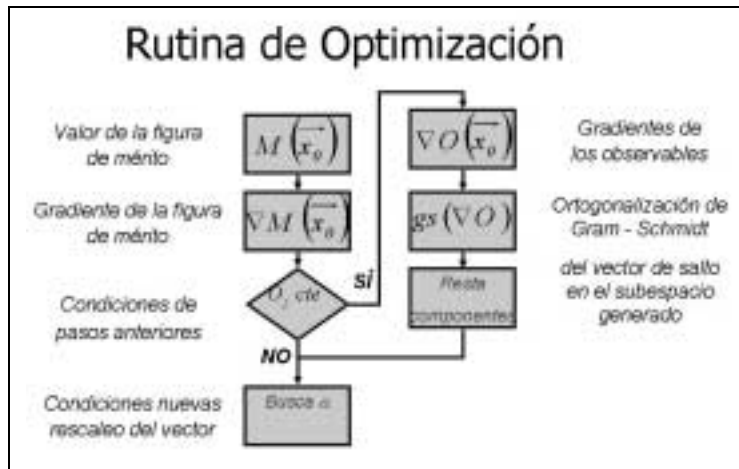 Rutina de Optimización
Valor de la figura
de mérito
M(x₀)
Gradiente de la figura
de mérito
∇M(x₀)
Condiciones de
pasos anteriores
O_j cte
SÍ
NO
Condiciones nuevas
rescaleo del vector
Busca α
∇O(x₀)
Gradientes de
los observables
gs(∇O)
Ortogonalización de
Gram - Schmidt
Resta
componentes
del vector de salto
en el subespacio
generado